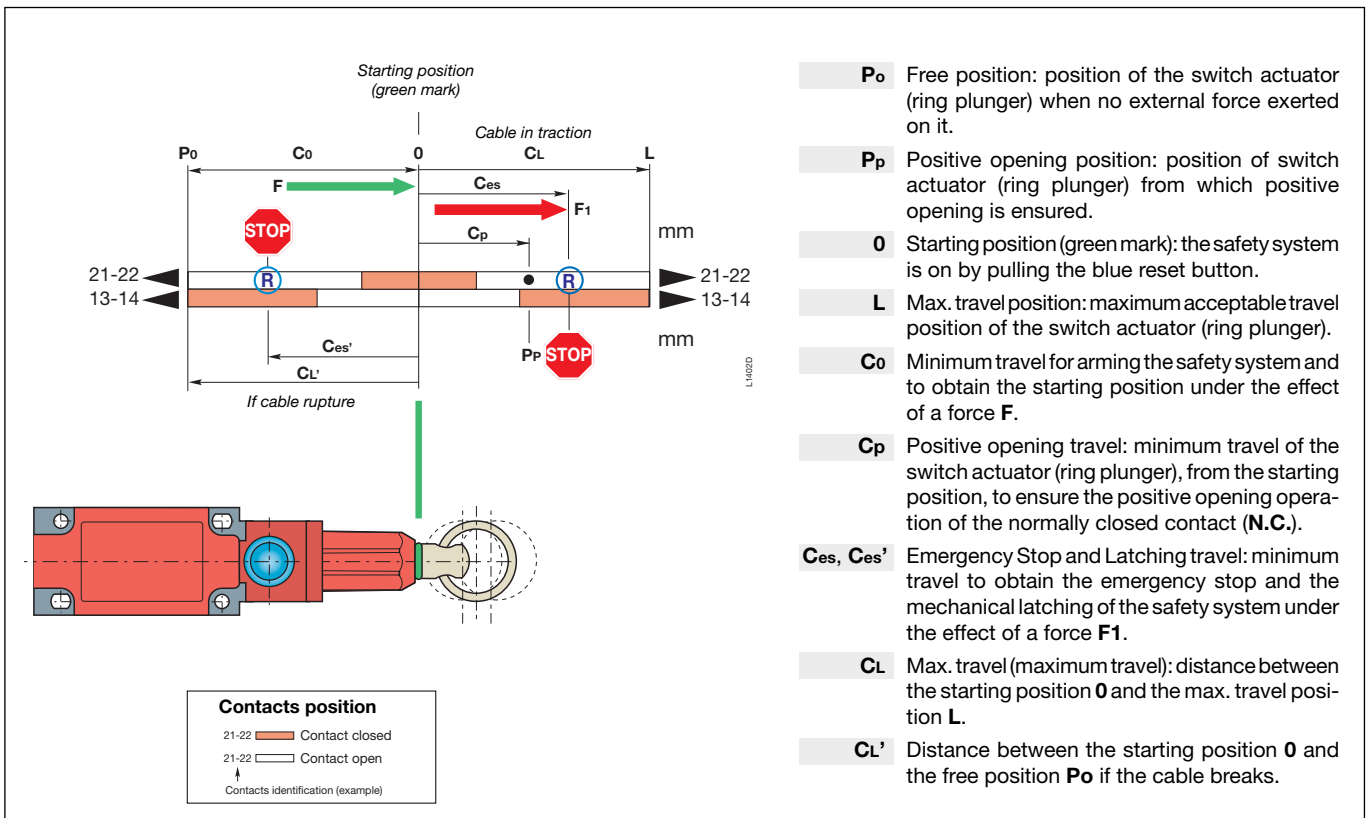 Starting position
(green mark)
Cable in traction
Po Co 0 CL L
F Ces
F1
STOP
Cp
mm
21-22 R R 21-22
13-14 13-14
Ces' PP STOP mm
CL'
If cable rupture
L1402D
Contacts position
21-22 Contact closed
21-22 Contact open
Contacts identification (example)
Po Free position: position of the switch actuator
(ring plunger) when no external force exerted
on it.
Pp Positive opening position: position of switch
actuator (ring plunger) from which positive
opening is ensured.
0 Starting position (green mark): the safety system
is on by pulling the blue reset button.
L Max. travel position: maximum acceptable travel
position of the switch actuator (ring plunger).
Co Minimum travel for arming the safety system and
to obtain the starting position under the effect
of a force F.
Cp Positive opening travel: minimum travel of the
switch actuator (ring plunger), from the starting
position, to ensure the positive opening opera-
tion of the normally closed contact (N.C.).
Ces, Ces' Emergency Stop and Latching travel: minimum
travel to obtain the emergency stop and the
mechanical latching of the safety system under
the effect of a force F1.
CL Max. travel (maximum travel): distance between
the starting position 0 and the max. travel posi-
tion L.
CL' Distance between the starting position 0 and
the free position Po if the cable breaks.